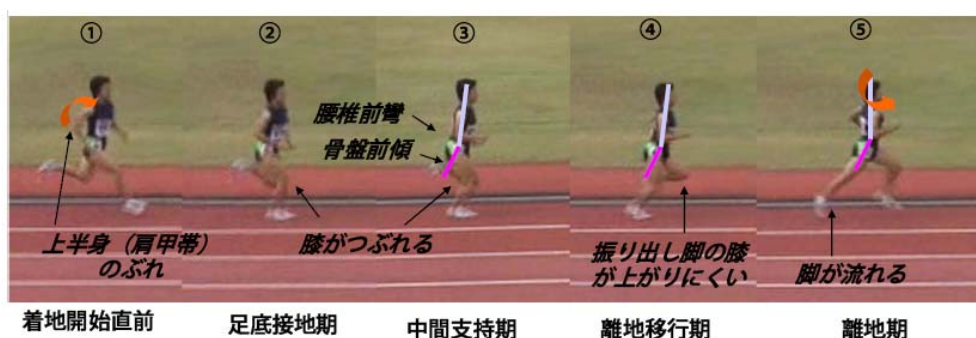 ① ② ③ ④ ⑤
腰椎前彎
骨盤前傾
上半身（肩甲帯）
のぶれ
膝がつぶれる
振り出し脚の膝
が上がりにくい
脚が流れる
着地開始直前
足底接地期
中間支持期
離地移行期
離地期